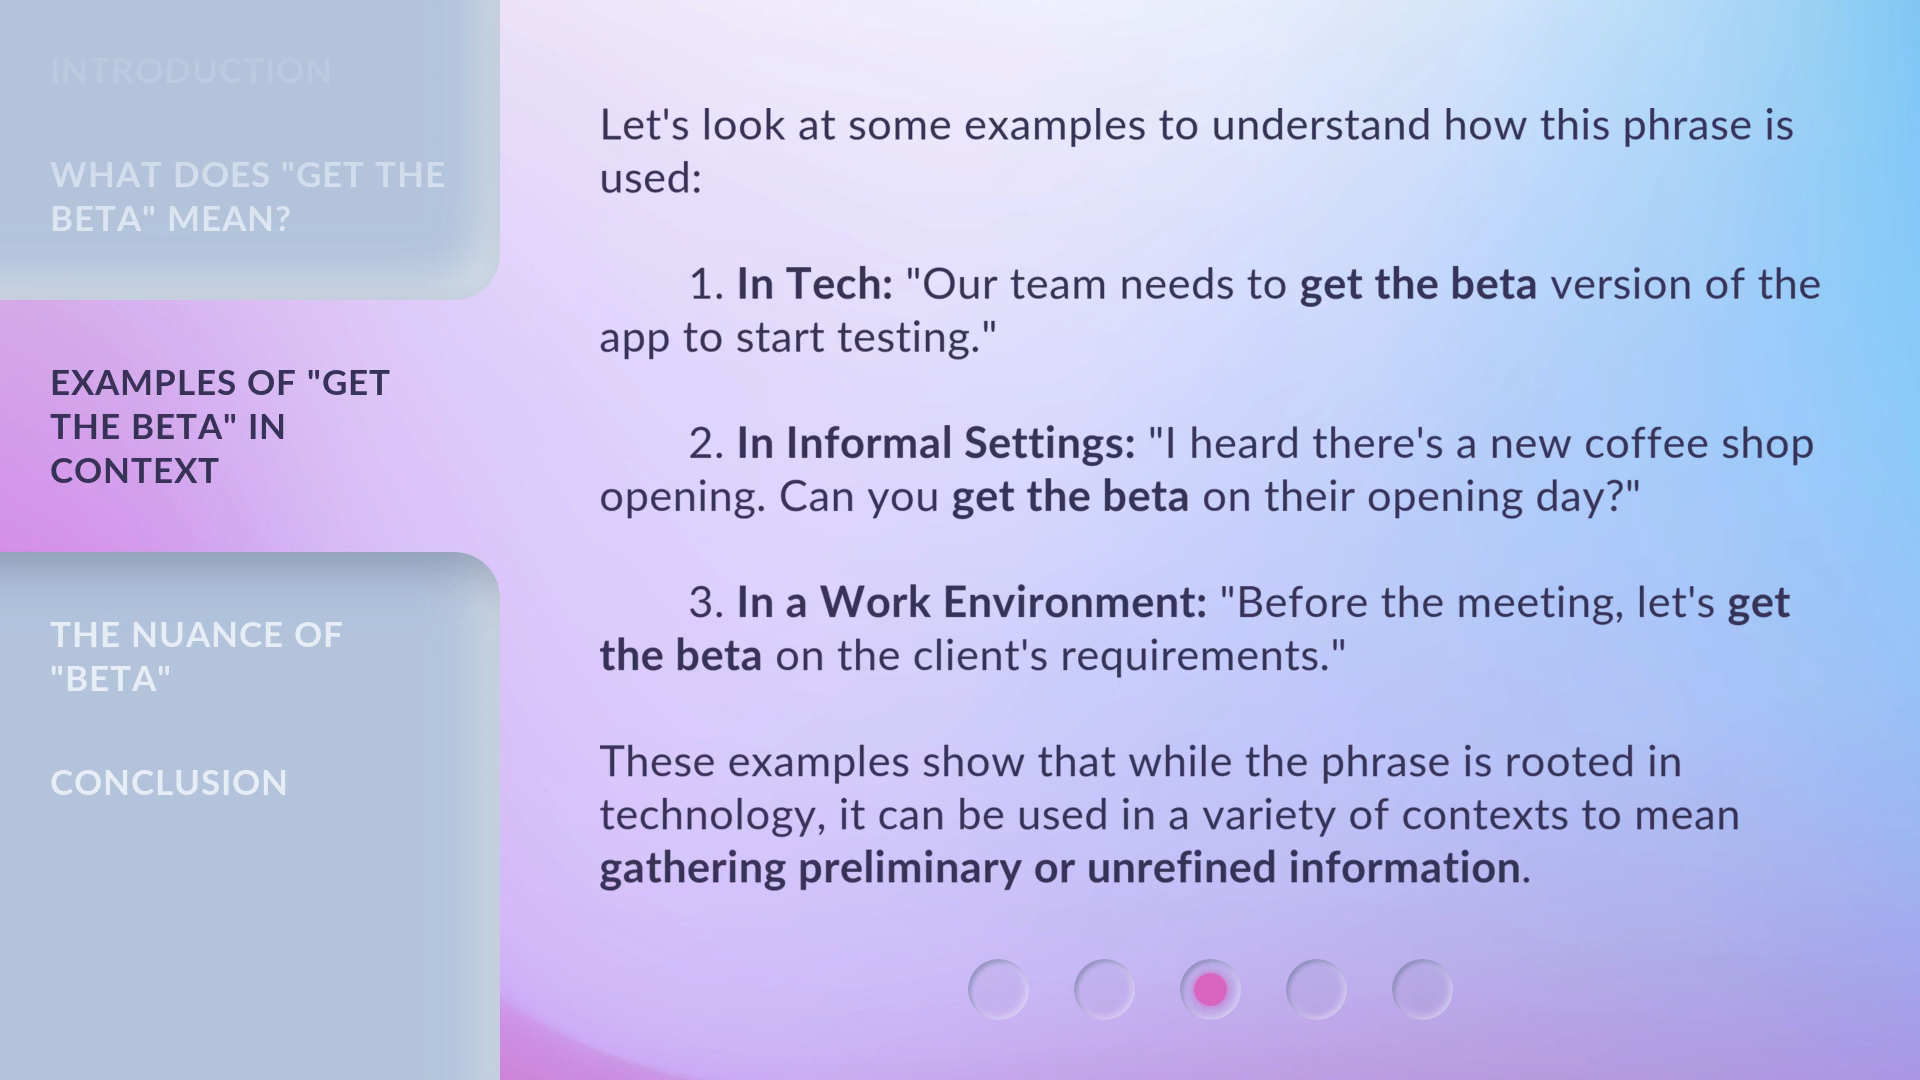 INTRODUCTION
WHAT DOES "GET THE
BETA" MEAN?
EXAMPLES OF "GET
THE BETA" IN
CONTEXT
THE NUANCE OF
"BETA"
CONCLUSION
Let's look at some examples to understand how this phrase is
used:
1. In Tech: "Our team needs to get the beta version of the
app to start testing."
2. In Informal Settings: "I heard there's a new coffee shop
opening. Can you get the beta on their opening day?"
3. In a Work Environment: "Before the meeting, let's get
the beta on the client's requirements."
These examples show that while the phrase is rooted in
technology, it can be used in a variety of contexts to mean
gathering preliminary or unrefined information.